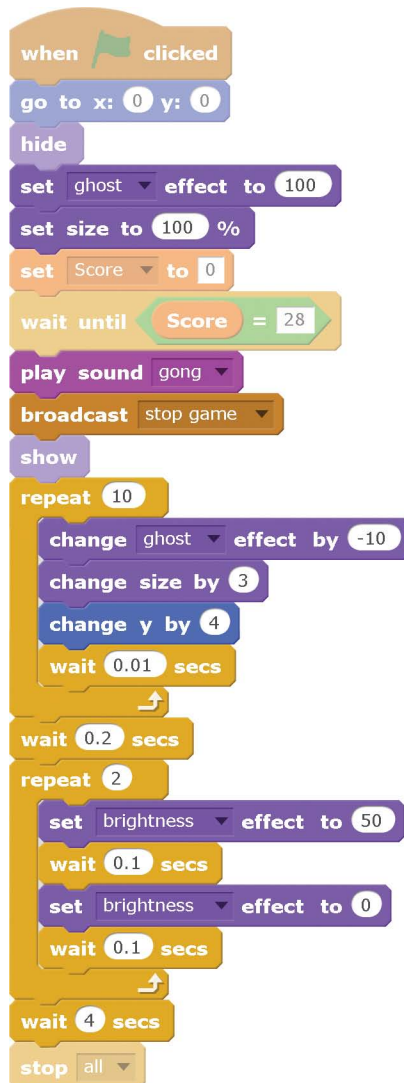 when clicked
go to x: 0 y: 0
hide
set ghost effect to 100
set size to 100 %
set Score to 0
wait until Score = 28
play sound gong
broadcast stop game
show
repeat 10
change ghost effect by -10
change size by 3
change y by 4
wait 0.01 secs
wait 0.2 secs
repeat 2
set brightness effect to 50
wait 0.1 secs
set brightness effect to 0
wait 0.1 secs
wait 4 secs
stop all